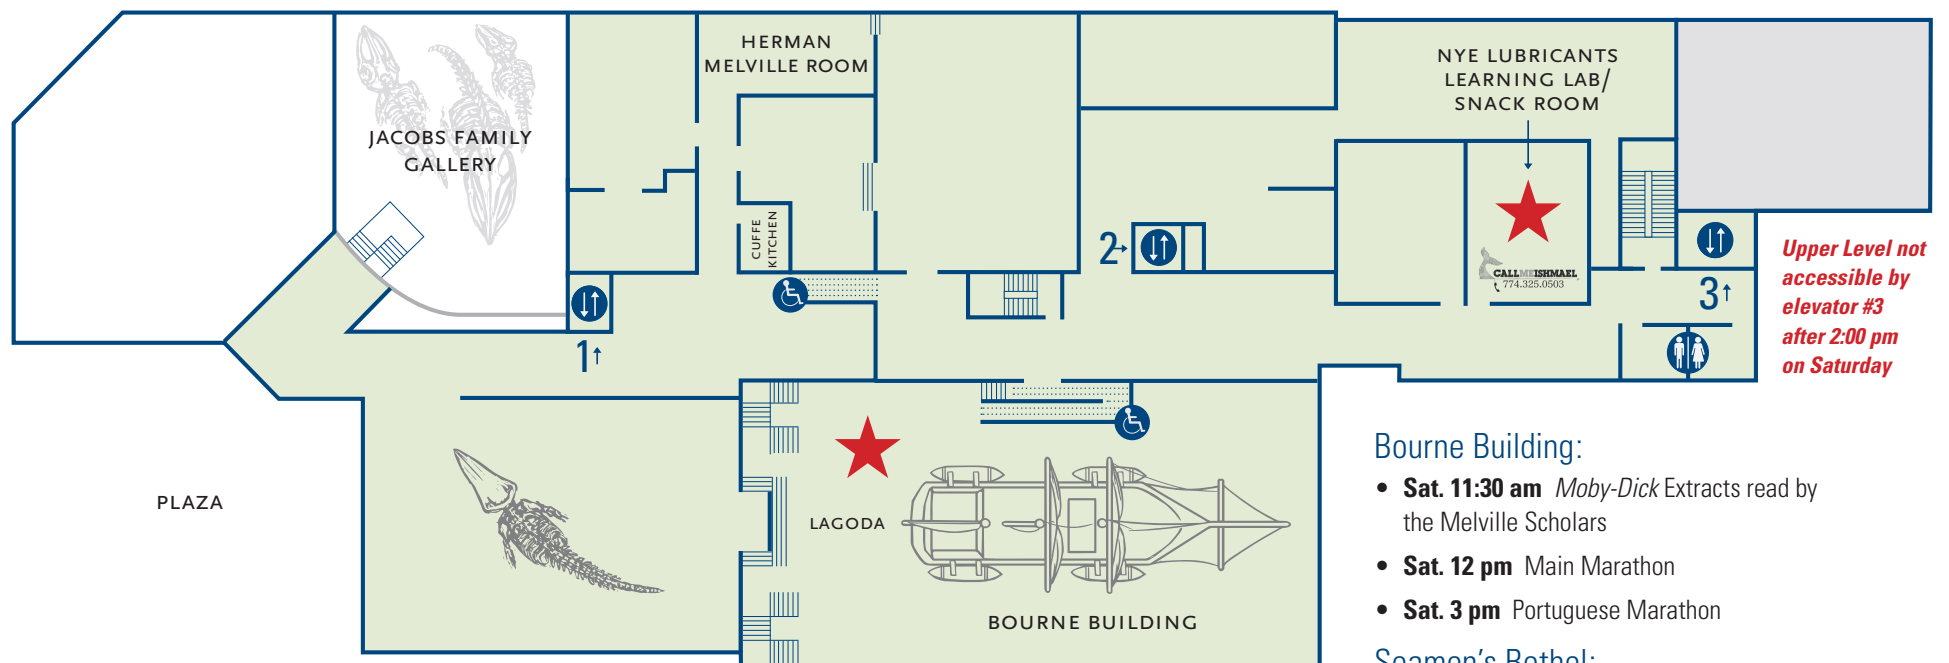 HERMAN
MELVILLE ROOM
NYE LUBRICANTS
LEARNING LAB/
SNACK ROOM
JACOBS FAMILY
GALLERY
CUFFE
KITCHEN
2
CALLMEISHMAEL
774.325.0503
3
1
Upper Level not
accessible by
elevator #3
after 2:00 pm
on Saturday
PLAZA
LAGODA
BOURNE BUILDING
Bourne Building:
• Sat. 11:30 am Moby-Dick Extracts read by
the Melville Scholars
• Sat. 12 pm Main Marathon
• Sat. 3 pm Portuguese Marathon
Seamen's Bethel: